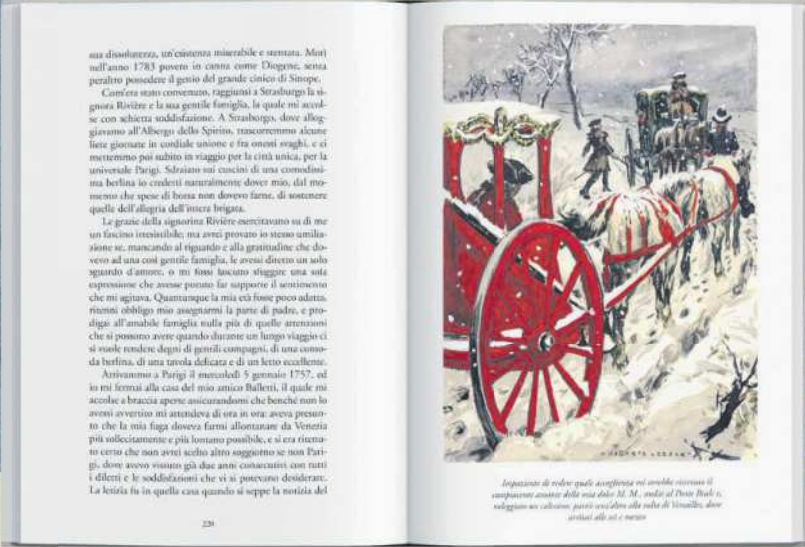 sua dissolutezza, un'esistenza miserabile e stentata. Morì
nell'anno 1783 povero in canna come Diogene, senza
peraltro possedere il genio del grande cinico di Sinope.
Com'era stato convenuto, raggiunsi a Strasburgo la si-
gnora Rivière e la sua gentile famiglia, la quale mi accol-
se con schietta soddisfazione. A Strasborgo, dove allog-
giavamo all'Albergo dello Spirito, trascorremmo alcune
liete giornate in cordiale unione e fra onesti svaghi, e ci
mettemmo poi subito in viaggio per la città unica, per la
universale Parigi. Sdraiato sui cuscini di una comodissi-
ma berlina io credetti naturalmente dover mio, dal mo-
mento che spese di borsa non dovevo farne, di sostenere
quelle dell'allegria dell'intera brigata.
Le grazie della signorina Rivière esercitavano su di me
un fascino irresistibile; ma avrei provato io stesso umilia-
zione se, mancando al riguardo e alla gratitudine che do-
vevo ad una così gentile famiglia, le avessi diretto un solo
sguardo d'amore, o mi fossi lasciato sfuggire una sola
espressione che avesse potuto far supporre il sentimento
che mi agitava. Quantunque la mia età fosse poco adatta,
ritenni obbligo mio assegnarmi la parte di padre, e pro-
digai all'amabile famiglia nulla più di quelle attenzioni
che si possono avere quando durante un lungo viaggio ci
si vuole rendere degni di gentili compagni, di una como-
da berlina, di una tavola delicata e di un letto eccellente.
Arrivammo a Parigi il mercoledì 5 gennaio 1757, ed
io mi fermai alla casa del mio amico Balletti, il quale mi
accolse a braccia aperte assicurandomi che benché non lo
avessi avvertito mi attendeva di ora in ora; aveva presun-
to che la mia fuga doveva farmi allontanare da Venezia
più sollecitamente e più lontano possibile, e si era ritenu-
to certo che non avrei scelto altro soggiorno se non Pari-
gi, dove avevo vissuto già due anni consecutivi con tutti
i diletti e le soddisfazioni che vi si potevano desiderare.
La letizia fu in quella casa quando si seppe la notizia del
220
Impaziente di vedere quale accoglienza mi avrebbe riservato il
compiacente amante della mia dolce M. M., andai al Ponte Reale e,
noleggiato un calessino, partii senz'altro alla volta di Versailles, dove
arrivai alle sei e mezzo